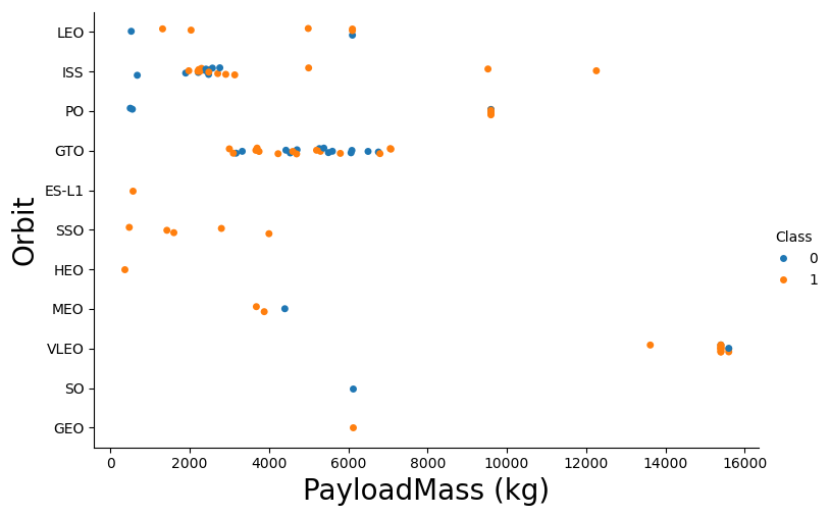 LEO
ISS
PO
GTO
ES-L1
SSO
HEO
MEO
VLEO
SO
GEO
Orbit
0 2000 4000 6000 8000 10000 12000 14000 16000
PayloadMass (kg)
Class
0
1